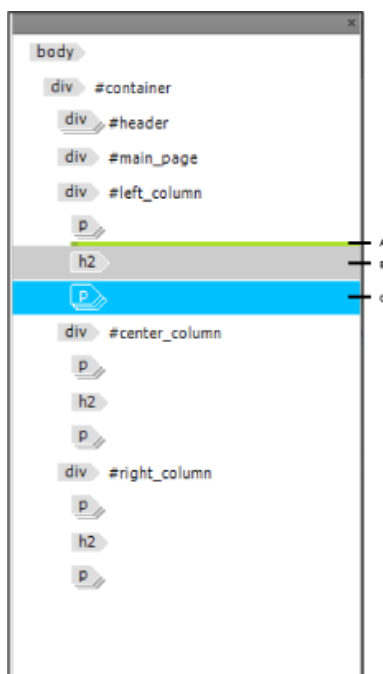 ×
body
div #container
div #header
div #main_page
div #left_column
p
A
h2
p
div #center_column
p
h2
p
div #right_column
p
h2
p